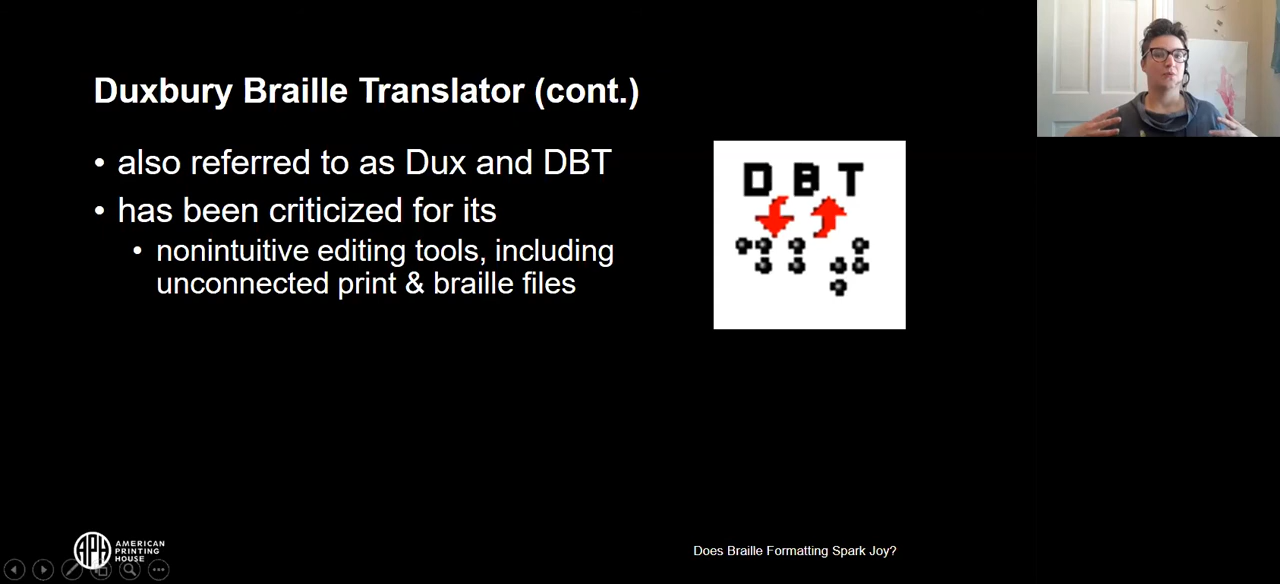 Duxbury Braille Translator (cont.)
• also referred to as Dux and DBT
• has been criticized for its
• nonintuitive editing tools, including
unconnected print & braille files
D B T
APH
AMERICAN
PRINTING
HOUSE
Does Braille Formatting Spark Joy?